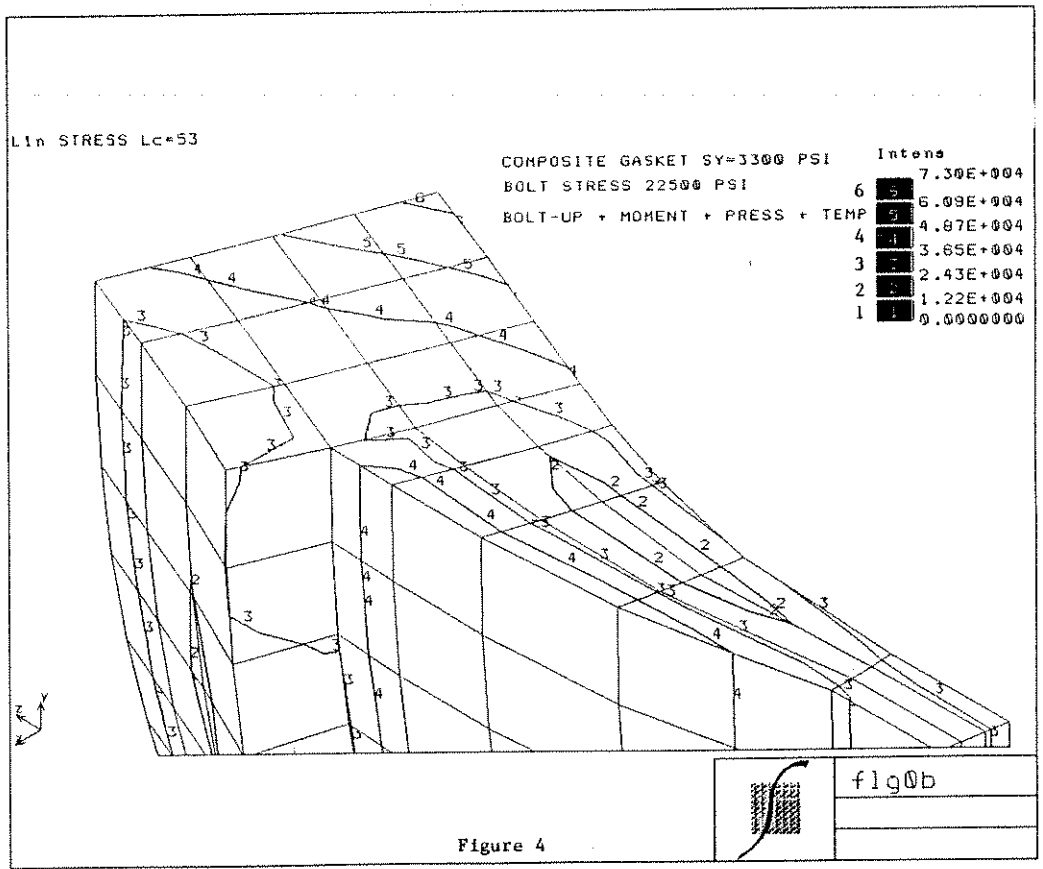 Lin STRESS Lc=53
COMPOSITE GASKET SY=3300 PSI
BOLT STRESS 22500 PSI
BOLT-UP + MOMENT + PRESS + TEMP
Intens
7.30E+004
6
6.09E+004
5
4.87E+004
4
3.65E+004
3
2.43E+004
2
1.22E+004
1
0.0000000
Y
Z
X
flg0b
Figure 4